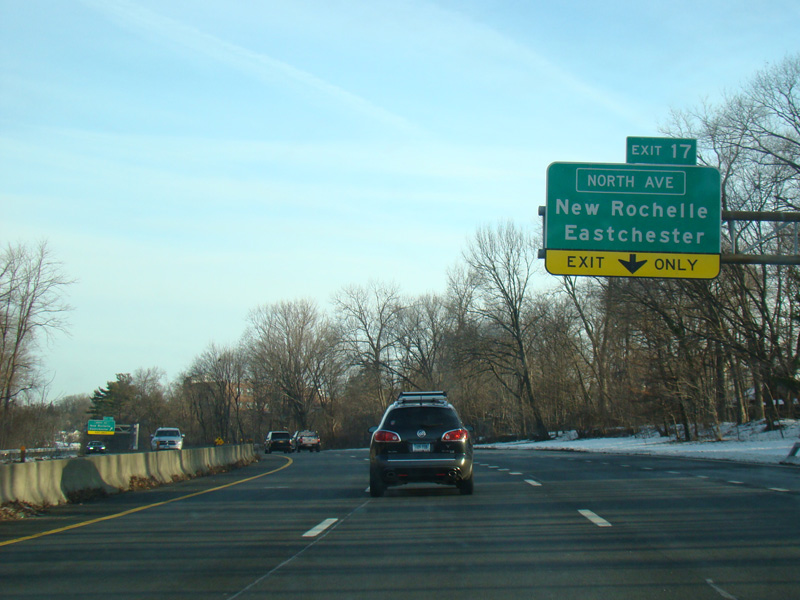 EXIT 17
NORTH AVE
New Rochelle
Eastchester
EXIT ONLY